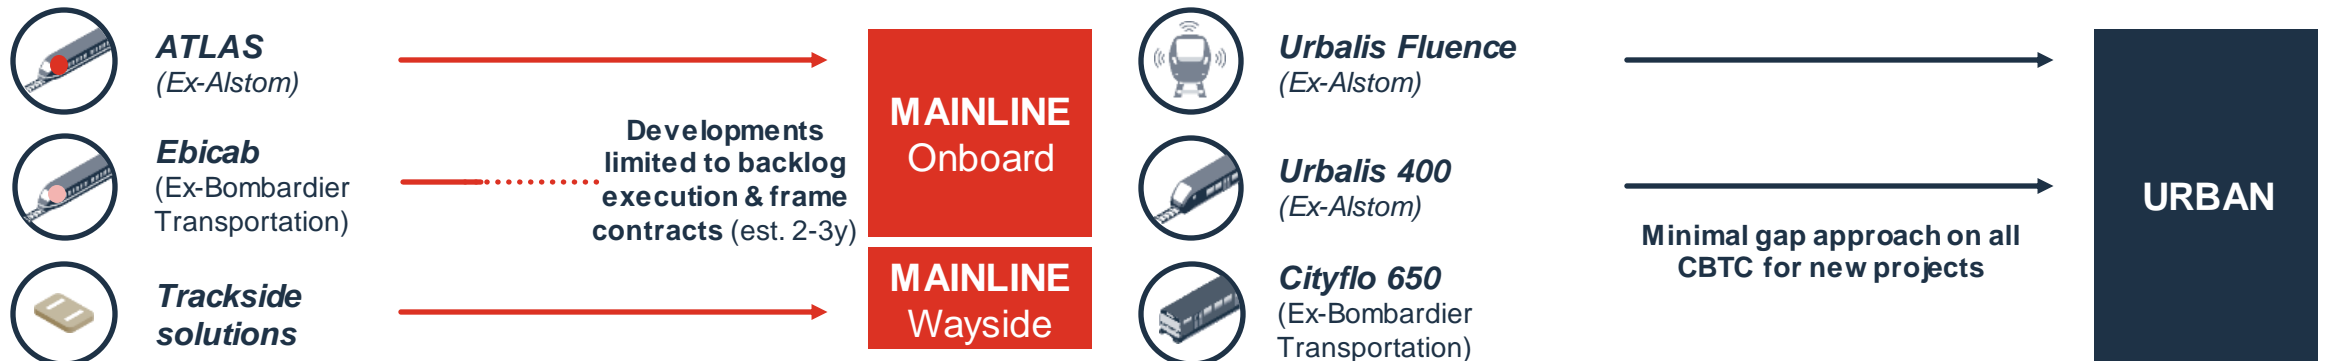 ATLAS
(Ex-Alstom)
Ebicab
(Ex-Bombardier
Transportation)
Trackside
solutions
Developments
limited to backlog
execution & frame
contracts (est. 2-3y)
MAINLINE
Onboard
MAINLINE
Wayside
Urbalis Fluence
(Ex-Alstom)
Urbalis 400
(Ex-Alstom)
Cityflo 650
(Ex-Bombardier
Transportation)
Minimal gap approach on all
CBTC for new projects
URBAN